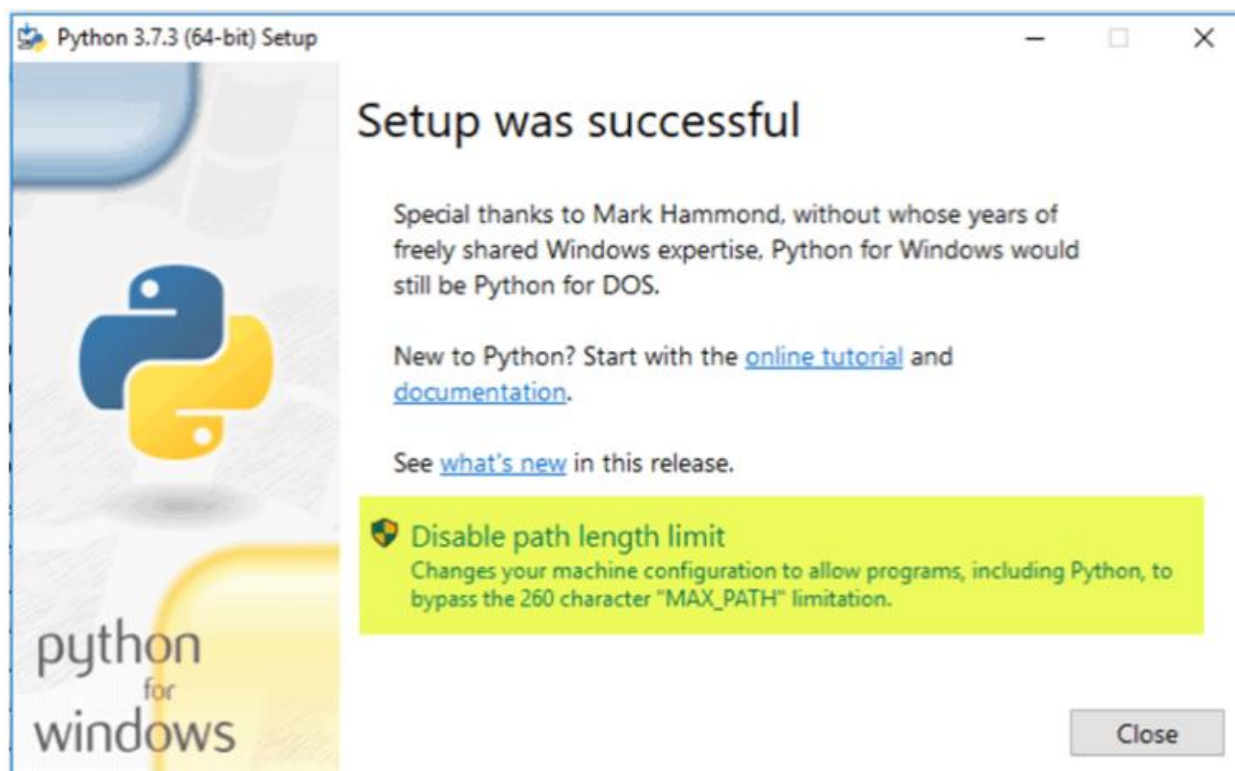 Python 3.7.3 (64-bit) Setup
Setup was successful
Special thanks to Mark Hammond, without whose years of
freely shared Windows expertise, Python for Windows would
still be Python for DOS.
New to Python? Start with the online tutorial and
documentation.
See what's new in this release.
Disable path length limit
Changes your machine configuration to allow programs, including Python, to
bypass the 260 character "MAX_PATH" limitation.
python
for
windows
Close